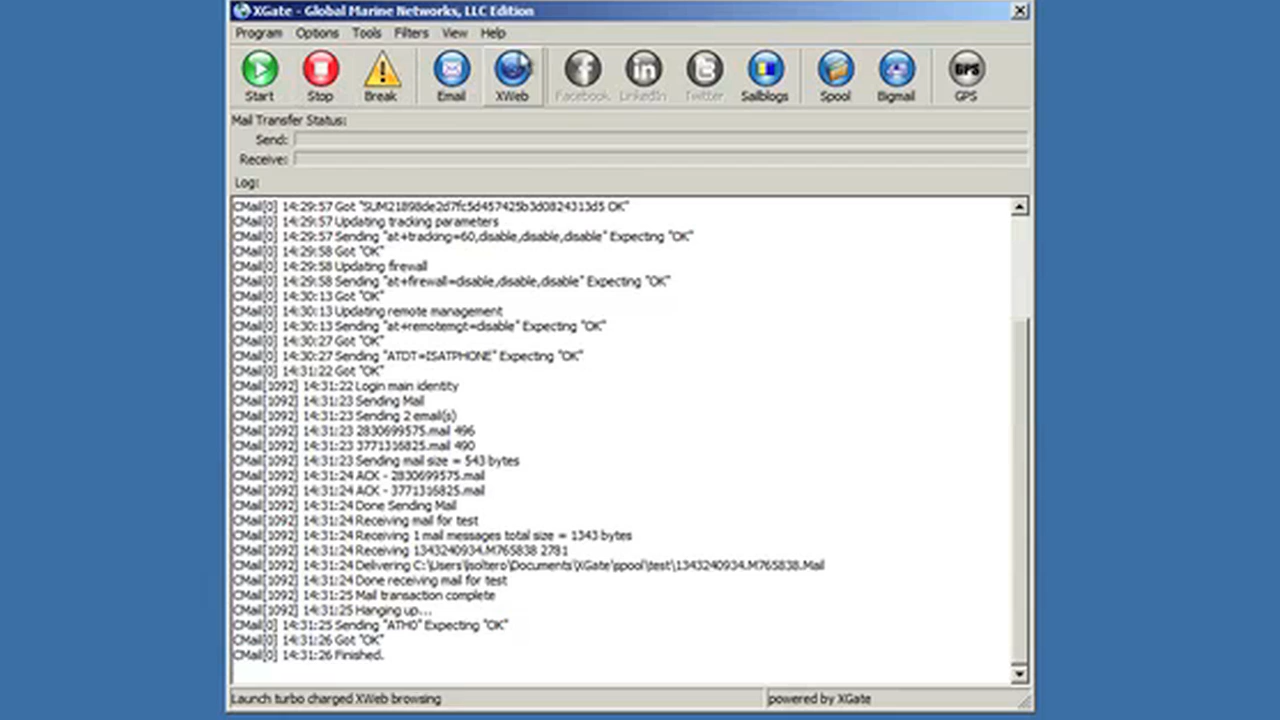 XGate - Global Marine Networks, LLC Edition
Program Options Tools Filters View Help
Start Stop Break Email XWeb Facebook LinkedIn Twitter Sailblogs Spool Bigmail GPS GPS
Mail Transfer Status:
Send:
Receive:
Log:
CMail[0] 14:29:57 Got "SUM21898de2d7fc5d457425b3d0824313d5 OK"
CMail[0] 14:29:57 Updating tracking parameters
CMail[0] 14:29:57 Sending "at+tracking=60,disable,disable,disable" Expecting "OK"
CMail[0] 14:29:58 Got "OK"
CMail[0] 14:29:58 Updating firewall
CMail[0] 14:29:58 Sending "at+firewall=disable,disable,disable" Expecting "OK"
CMail[0] 14:30:13 Got "OK"
CMail[0] 14:30:13 Updating remote management
CMail[0] 14:30:13 Sending "at+remotemgt=disable" Expecting "OK"
CMail[0] 14:30:27 Got "OK"
CMail[0] 14:30:27 Sending "ATDT=ISATPHONE" Expecting "OK"
CMail[0] 14:31:22 Got "OK"
CMail[1092] 14:31:22 Login main identity
CMail[1092] 14:31:23 Sending Mail
CMail[1092] 14:31:23 Sending 2 email(s)
CMail[1092] 14:31:23 2830699575.mail 496
CMail[1092] 14:31:23 3771316825.mail 490
CMail[1092] 14:31:23 Sending mail size = 543 bytes
CMail[1092] 14:31:24 ACK - 2830699575.mail
CMail[1092] 14:31:24 ACK - 3771316825.mail
CMail[1092] 14:31:24 Done Sending Mail
CMail[1092] 14:31:24 Receiving mail for test
CMail[1092] 14:31:24 Receiving 1 mail messages total size = 1343 bytes
CMail[1092] 14:31:24 Receiving 1343240934.M765838 2781
CMail[1092] 14:31:24 Delivering C:\Users\lsoltero\Documents\XGate\spool\test\1343240934.M765838.Mail
CMail[1092] 14:31:24 Done receiving mail for test
CMail[1092] 14:31:25 Mail transaction complete
CMail[1092] 14:31:25 Hanging up...
CMail[0] 14:31:25 Sending "ATH0" Expecting "OK"
CMail[0] 14:31:26 Got "OK"
CMail[0] 14:31:26 Finished.
Launch turbo charged XWeb browsing powered by XGate